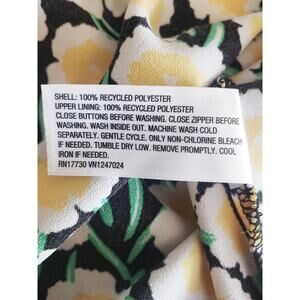 SHELL: 100% RECYCLED POLYESTER
UPPER LINING: 100% RECYCLED POLYESTER
CLOSE BUTTONS BEFORE WASHING. CLOSE ZIPPER BEFORE
WASHING. WASH INSIDE OUT. MACHINE WASH COLD
SEPARATELY. GENTLE CYCLE. ONLY NON-CHLORINE BLEACH
IF NEEDED. TUMBLE DRY LOW. REMOVE PROMPTLY. COOL
IRON IF NEEDED.
RN17730 VN1247024